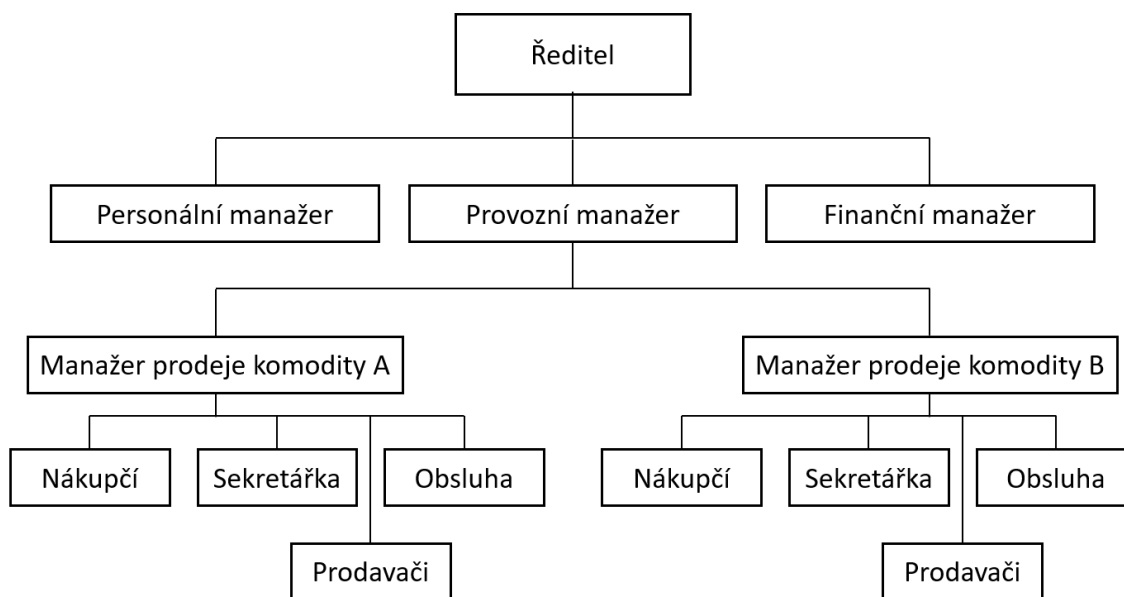 Ředitel
Personální manažer
Provozní manažer
Finanční manažer
Manažer prodeje komodity A
Manažer prodeje komodity B
Nákupčí
Sekretářka
Obsluha
Nákupčí
Sekretářka
Obsluha
Prodavači
Prodavači